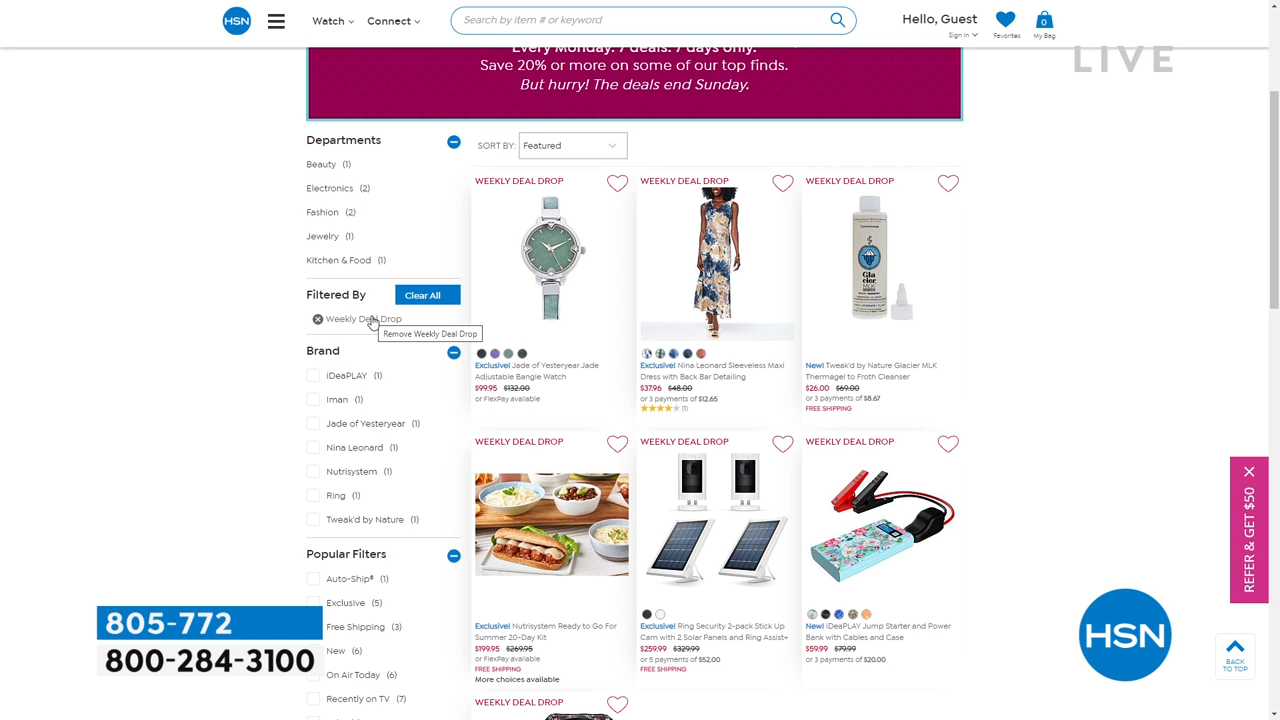 HSN
Watch
Connect
Search by item # or keyword
Hello, Guest
Sign In
Favorites
0
My Bag
LIVE
Every Monday. 7 deals. 7 days only.
Save 20% or more on some of our top finds.
But hurry! The deals end Sunday.
Departments
Beauty (1)
Electronics (2)
Fashion (2)
Jewelry (1)
Kitchen & Food (1)
Filtered By
Clear All
Weekly Deal Drop
Remove Weekly Deal Drop
Brand
iDeaPLAY (1)
Iman (1)
Jade of Yesteryear (1)
Nina Leonard (1)
Nutrisystem (1)
Ring (1)
Tweak'd by Nature (1)
Popular Filters
Auto-Ship® (1)
Exclusive (5)
Free Shipping (3)
New (6)
On Air Today (6)
Recently on TV (7)
SORT BY: Featured
WEEKLY DEAL DROP
Exclusive! Jade of Yesteryear Jade
Adjustable Bangle Watch
$99.95 $132.00
or FlexPay available
WEEKLY DEAL DROP
Exclusive! Nina Leonard Sleeveless Maxi
Dress with Back Bar Detailing
$37.96 $48.00
or 3 payments of $12.65
(1)
WEEKLY DEAL DROP
Glacier
MLK
New! Tweak'd by Nature Glacier MLK
Thermagel to Froth Cleanser
$26.00 $69.00
or 3 payments of $8.67
FREE SHIPPING
WEEKLY DEAL DROP
Exclusive! Nutrisystem Ready to Go For
Summer 20-Day Kit
$199.95 $269.95
or FlexPay available
FREE SHIPPING
More choices available
WEEKLY DEAL DROP
Exclusive! Ring Security 2-pack Stick Up
Cam with 2 Solar Panels and Ring Assist+
$259.99 $329.99
or 5 payments of $52.00
FREE SHIPPING
WEEKLY DEAL DROP
New! iDeaPLAY Jump Starter and Power
Bank with Cables and Case
$59.99 $79.99
or 3 payments of $20.00
WEEKLY DEAL DROP
REFER & GET $50
HSN
BACK
TO TOP
805-772
800-284-3100